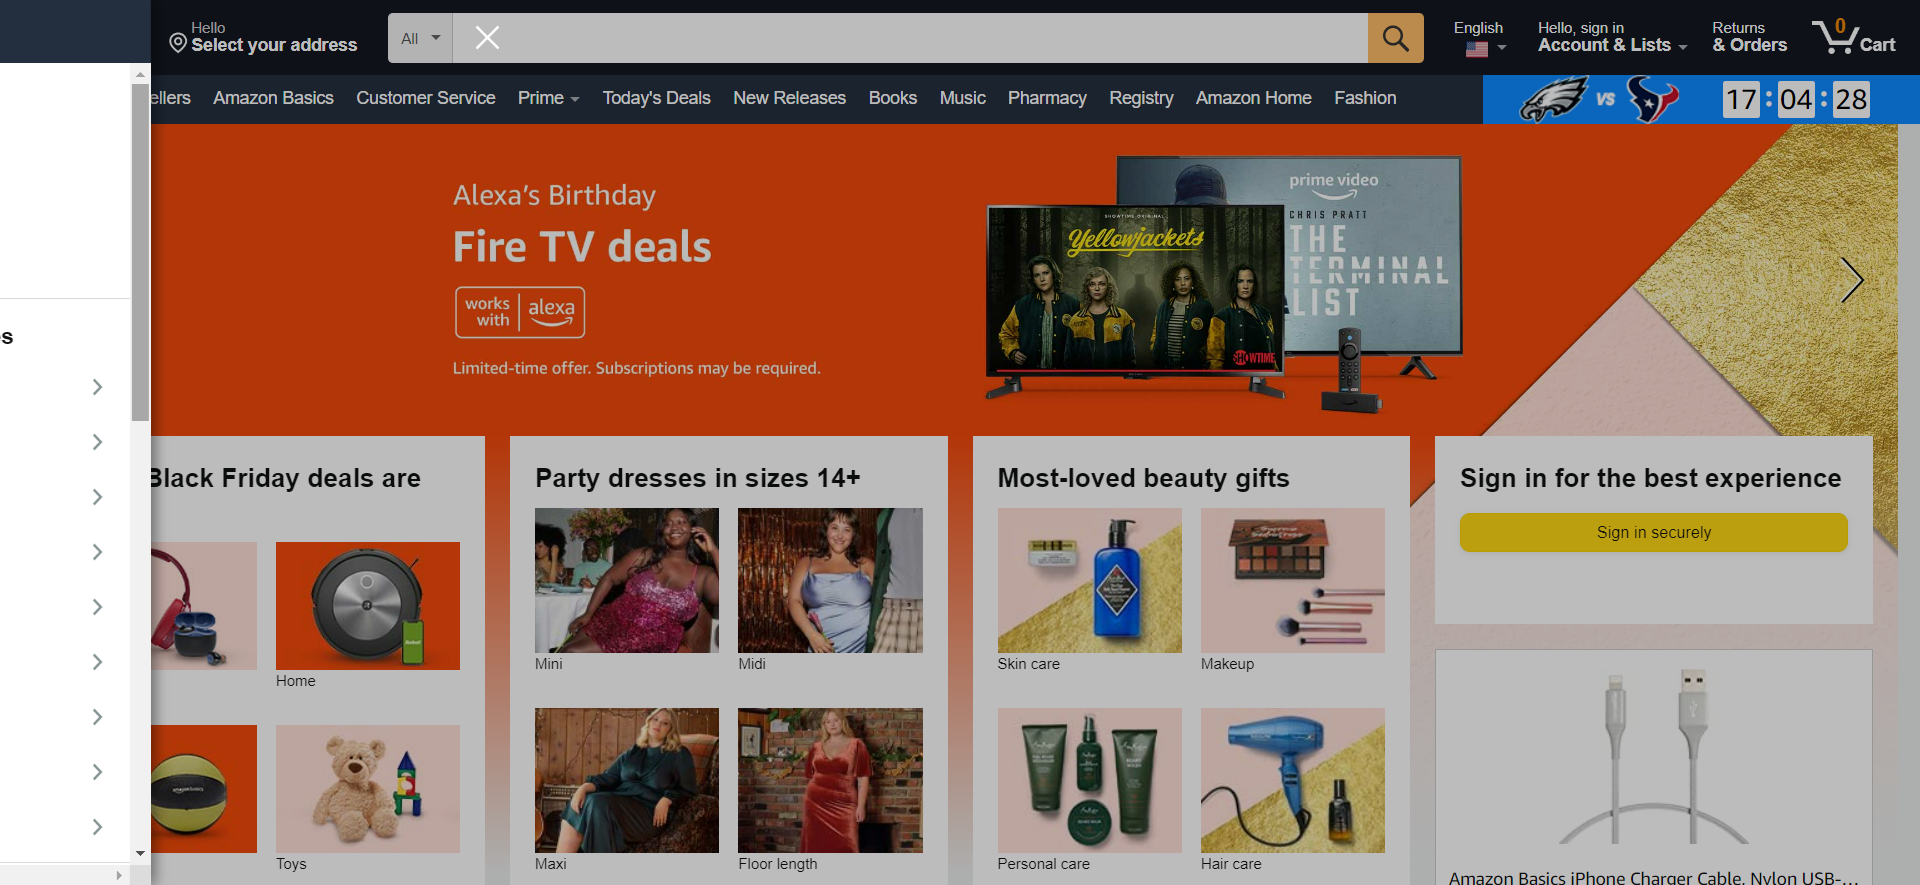 Hello
Select your address
All
English
Hello, sign in
Account & Lists
Returns
& Orders
0
Cart
ellers
Amazon Basics
Customer Service
Prime
Today's Deals
New Releases
Books
Music
Pharmacy
Registry
Amazon Home
Fashion
VS
17 : 04 : 28
Alexa's Birthday
Fire TV deals
works with alexa
Limited-time offer. Subscriptions may be required.
SHOWTIME ORIGINAL
Yellowjackets
SHOWTIME
prime video
CHRIS PRATT
THE
TERMINAL
LIST
s
Black Friday deals are
Home
Toys
Party dresses in sizes 14+
Mini
Midi
Maxi
Floor length
Most-loved beauty gifts
Skin care
Makeup
Personal care
Hair care
Sign in for the best experience
Sign in securely
Amazon Basics iPhone Charger Cable, Nylon USB-…